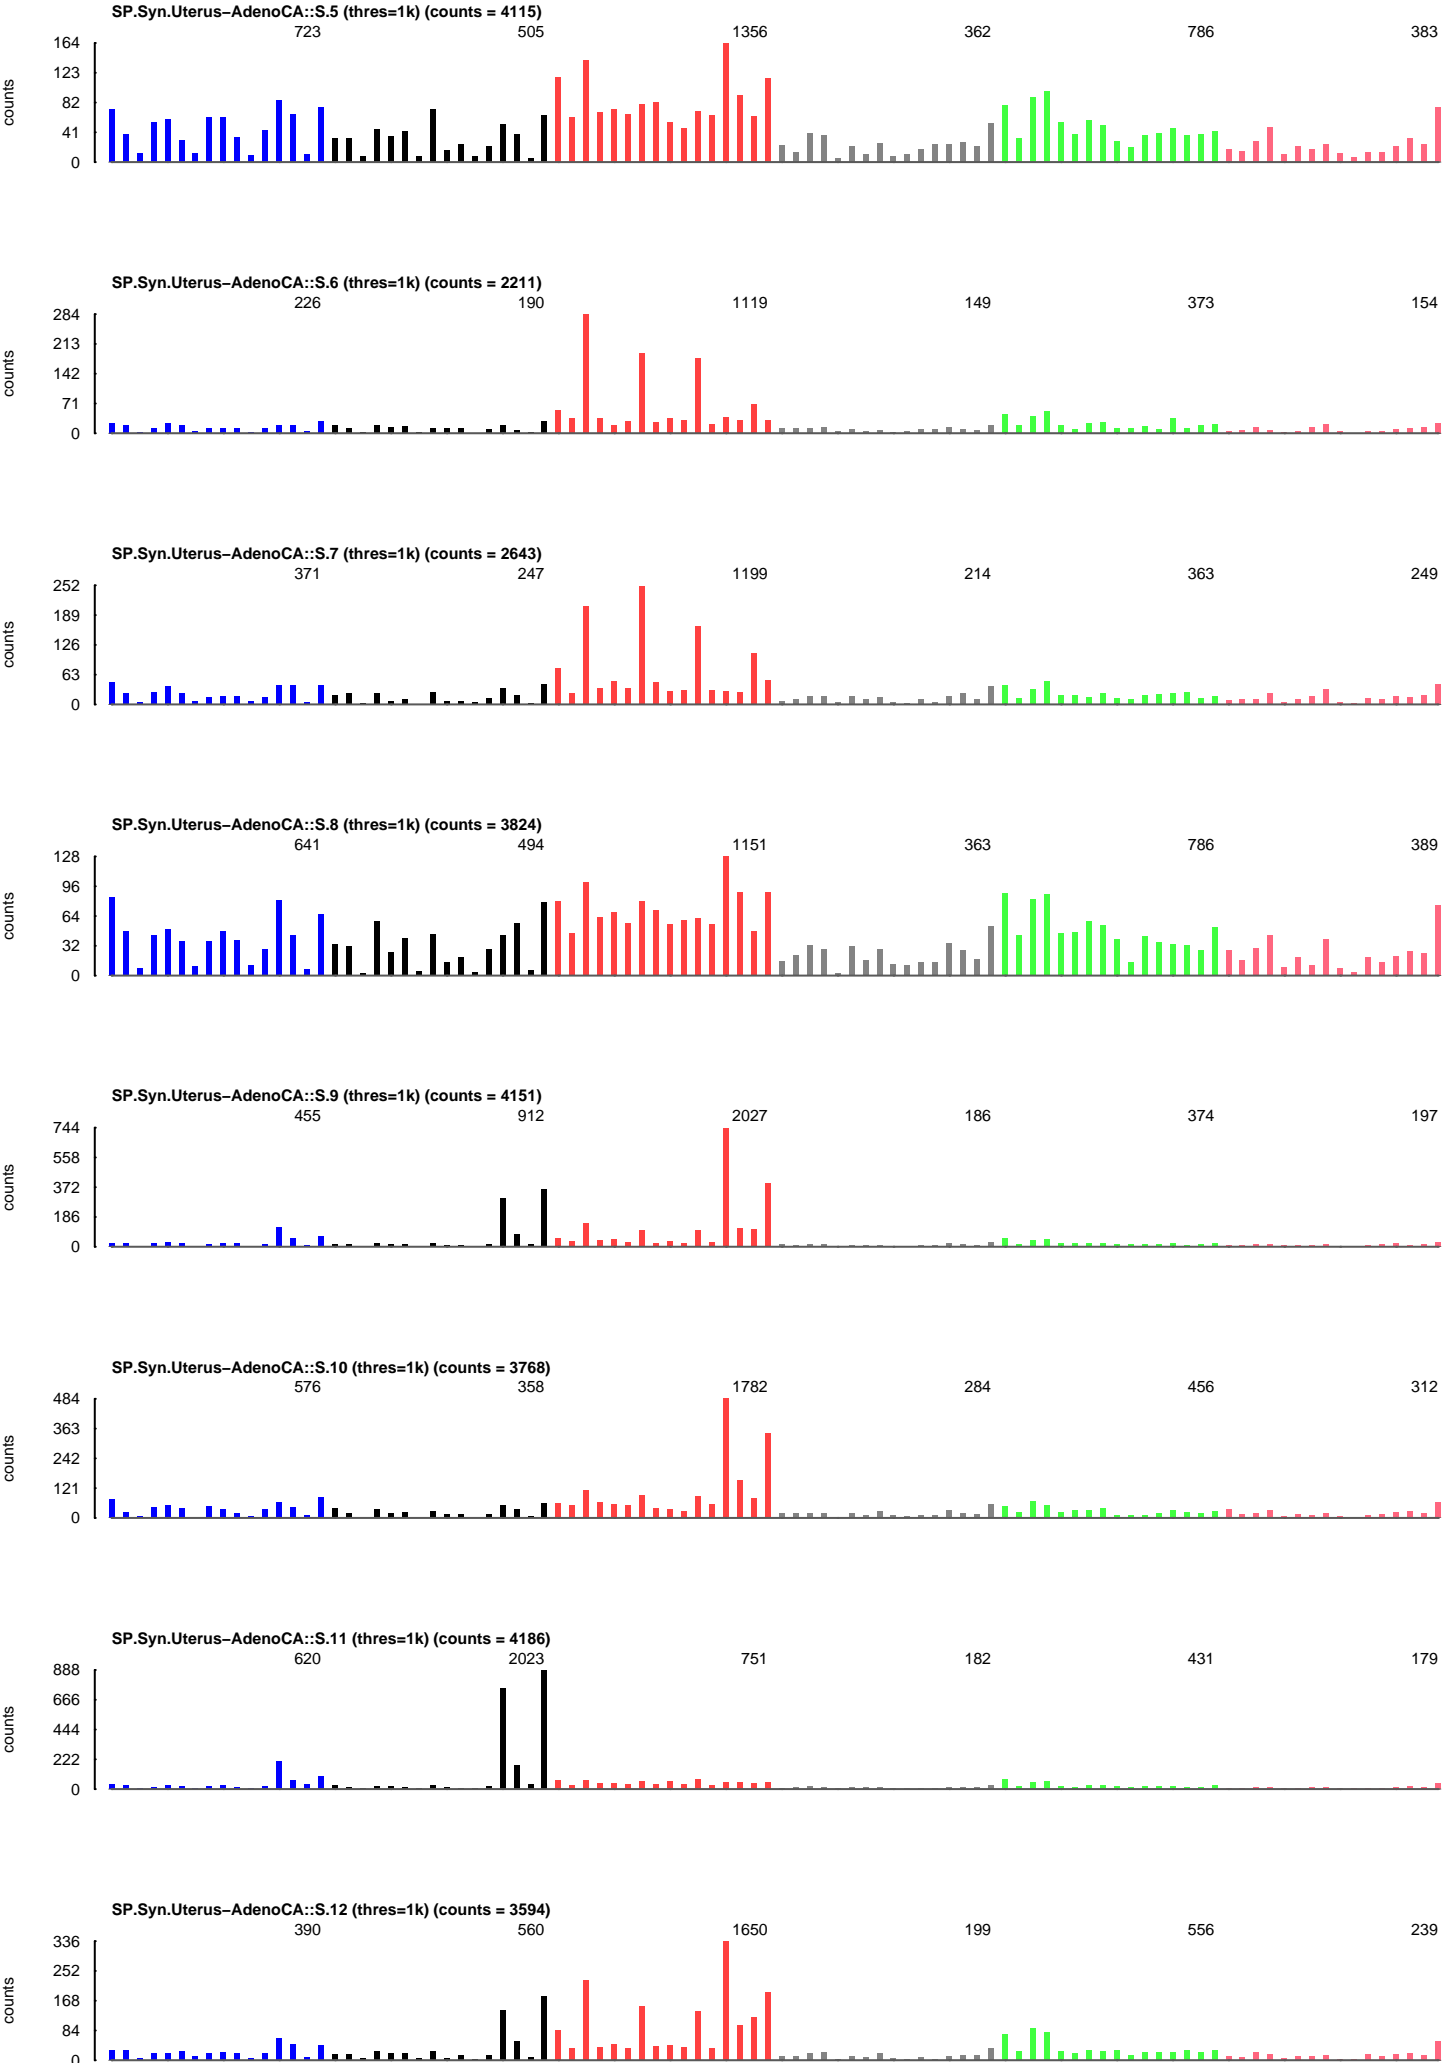 SP.Syn.Uterus−AdenoCA::S.5 (thres=1k) (counts = 4115)
723 505 1356 362 786 383
164
123
82
41
0
counts
SP.Syn.Uterus−AdenoCA::S.6 (thres=1k) (counts = 2211)
226 190 1119 149 373 154
284
213
142
71
0
counts
SP.Syn.Uterus−AdenoCA::S.7 (thres=1k) (counts = 2643)
371 247 1199 214 363 249
252
189
126
63
0
counts
SP.Syn.Uterus−AdenoCA::S.8 (thres=1k) (counts = 3824)
641 494 1151 363 786 389
128
96
64
32
0
counts
SP.Syn.Uterus−AdenoCA::S.9 (thres=1k) (counts = 4151)
455 912 2027 186 374 197
744
558
372
186
0
counts
SP.Syn.Uterus−AdenoCA::S.10 (thres=1k) (counts = 3768)
576 358 1782 284 456 312
484
363
242
121
0
counts
SP.Syn.Uterus−AdenoCA::S.11 (thres=1k) (counts = 4186)
620 2023 751 182 431 179
888
666
444
222
0
counts
SP.Syn.Uterus−AdenoCA::S.12 (thres=1k) (counts = 3594)
390 560 1650 199 556 239
336
252
168
84
0
counts